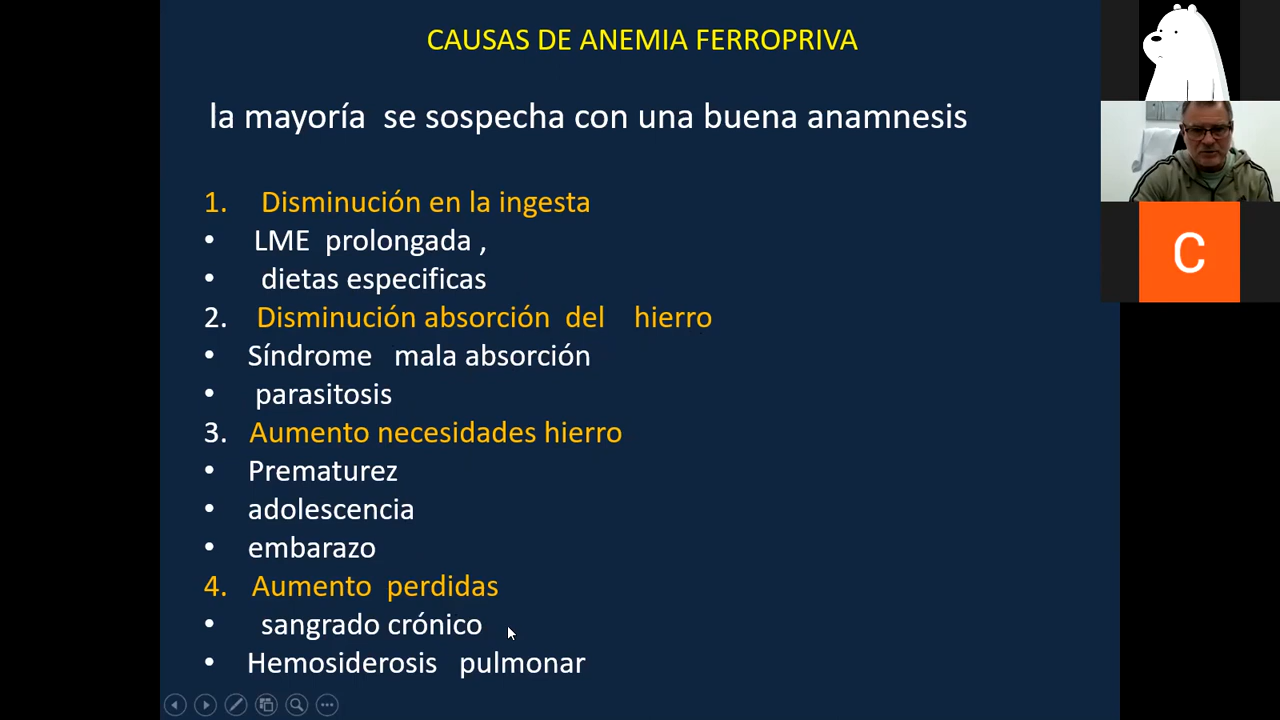 CAUSAS DE ANEMIA FERROPRIVA
la mayoría se sospecha con una buena anamnesis
1. Disminución en la ingesta
• LME prolongada ,
• dietas especificas
2. Disminución absorción del hierro
• Síndrome mala absorción
• parasitosis
3. Aumento necesidades hierro
• Prematurez
• adolescencia
• embarazo
4. Aumento perdidas
• sangrado crónico
• Hemosiderosis pulmonar
C